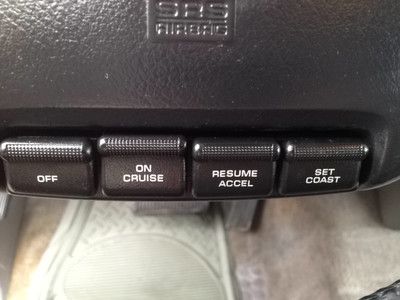 SRS
AIRBAG
OFF
ON
CRUISE
RESUME
ACCEL
SET
COAST